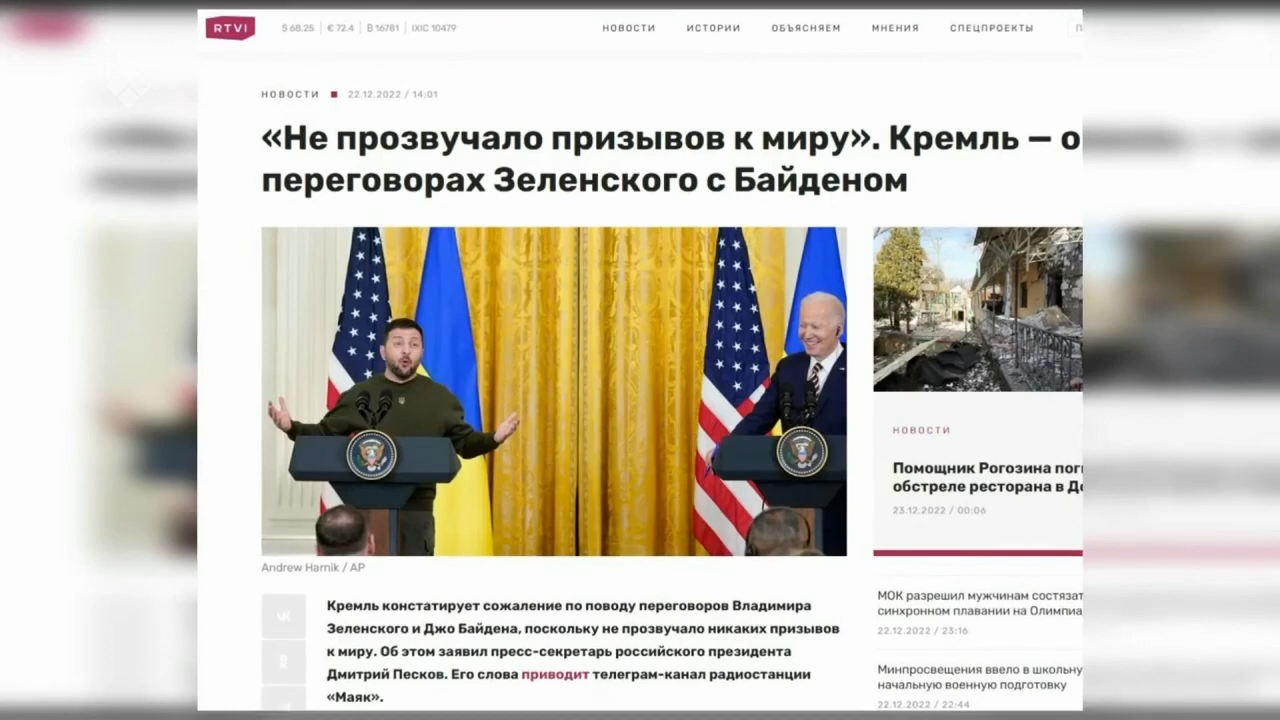 RTVI
$ 68.25 € 72.4 ₿ 16781 IXIC 10479
НОВОСТИ ИСТОРИИ ОБЪЯСНЯЕМ МНЕНИЯ СПЕЦПРОЕКТЫ
НОВОСТИ 22.12.2022 / 14:01
«Не прозвучало призывов к миру». Кремль — о
переговорах Зеленского с Байденом
Andrew Harnik / AP
Кремль констатирует сожаление по поводу переговоров Владимира
Зеленского и Джо Байдена, поскольку не прозвучало никаких призывов
к миру. Об этом заявил пресс-секретарь российского президента
Дмитрий Песков. Его слова приводит телеграм-канал радиостанции
«Маяк».
НОВОСТИ
Помощник Рогозина пог
обстреле ресторана в До
23.12.2022 / 00:06
МОК разрешил мужчинам состязат
синхронном плавании на Олимпиа
22.12.2022 / 23:16
Минпросвещения ввело в школьну
начальную военную подготовку
22.12.2022 / 22:44